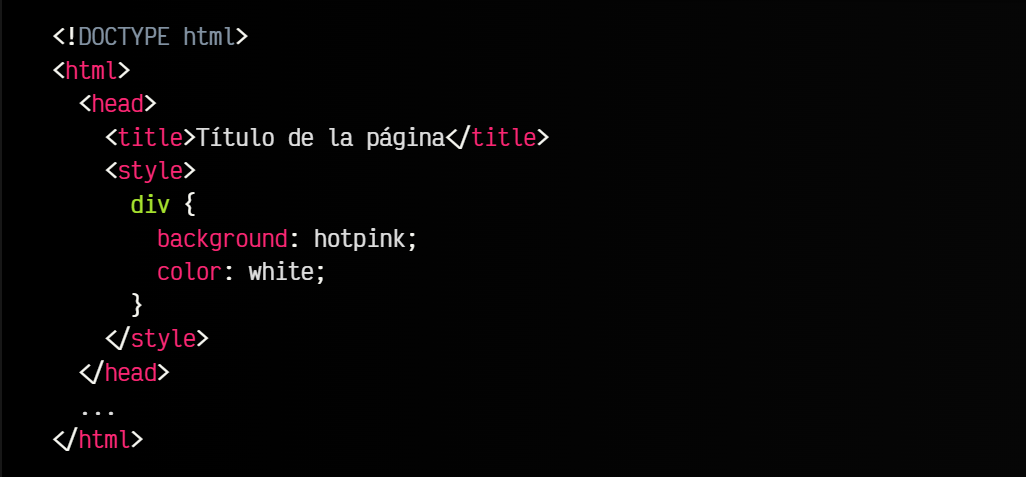 <!DOCTYPE html>
<html>
  <head>
    <title>Título de la página</title>
    <style>
      div {
        background: hotpink;
        color: white;
      }
    </style>
  </head>
  ...
</html>